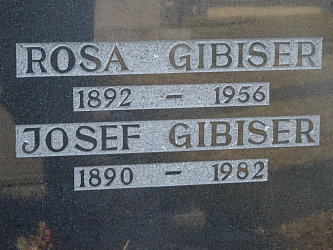 ROSA GIBISER
1892 – 1956
JOSEF GIBISER
1890 – 1982